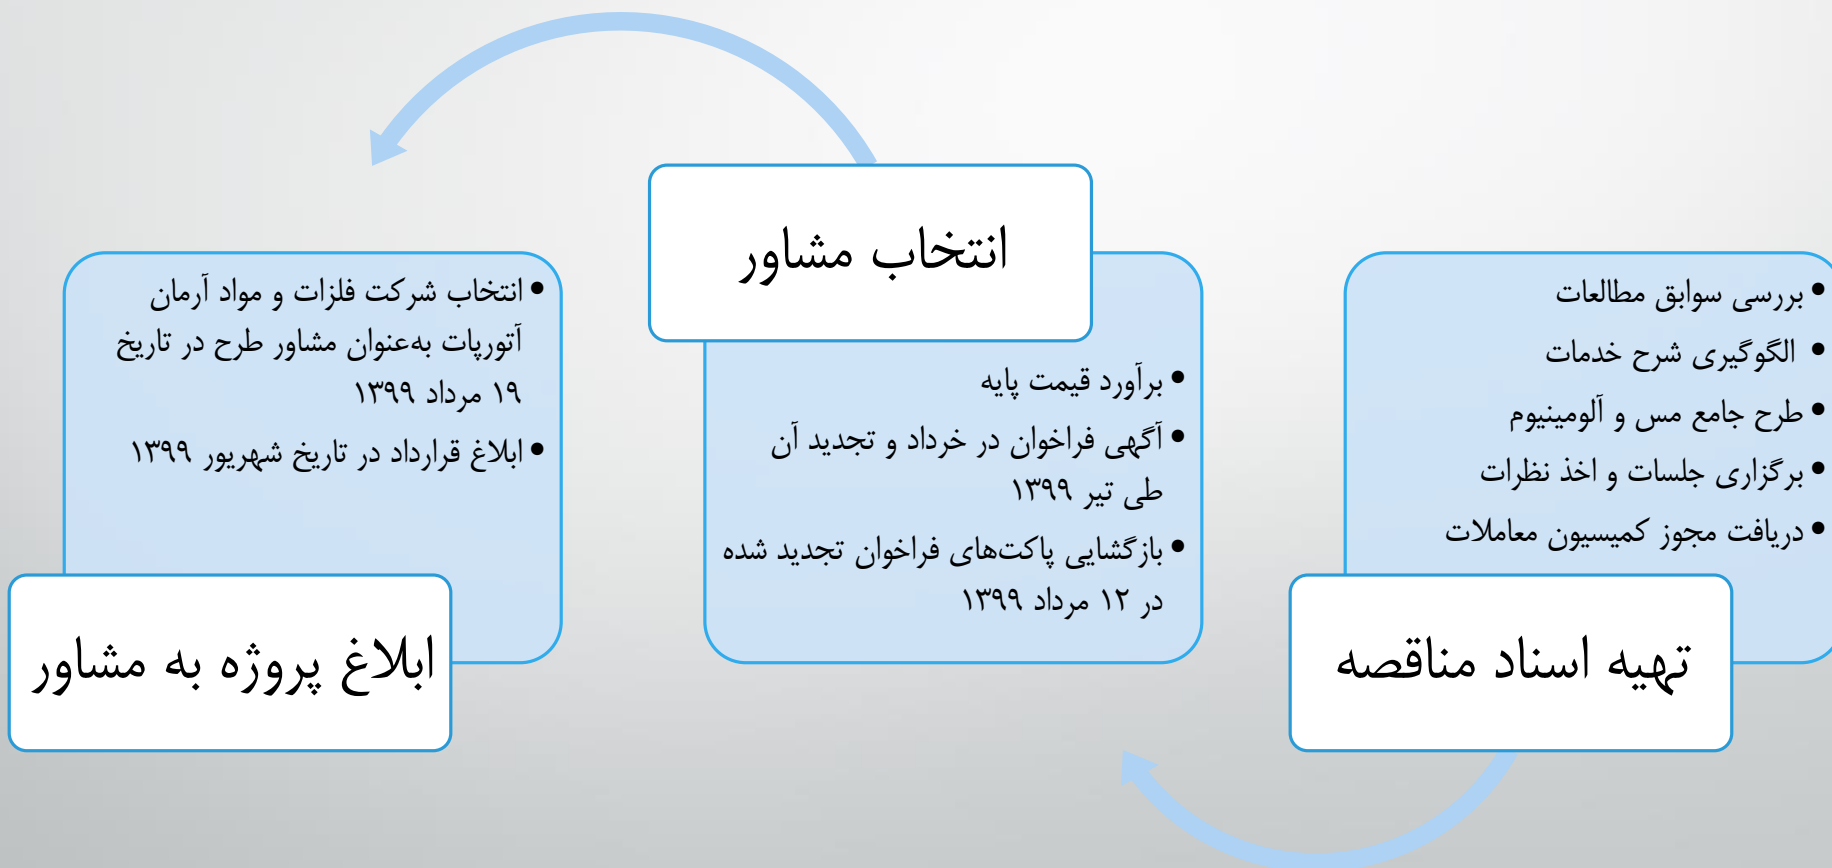 • بررسی سوابق مطالعات
• الگوگیری شرح خدمات
• طرح جامع مس و آلومینیوم
• برگزاری جلسات و اخذ نظرات
• دریافت مجوز کمیسیون معاملات
تهیه اسناد مناقصه
انتخاب مشاور
• برآورد قیمت پایه
• آگهی فراخوان در خرداد و تجدید آن
طی تیر ۱۳۹۹
• بازگشایی پاکت‌های فراخوان تجدید شده
در ۱۲ مرداد ۱۳۹۹
• انتخاب شرکت فلزات و مواد آرمان
آتورپات به‌عنوان مشاور طرح در تاریخ
۱۹ مرداد ۱۳۹۹
• ابلاغ قرارداد در تاریخ شهریور ۱۳۹۹
ابلاغ پروژه به مشاور